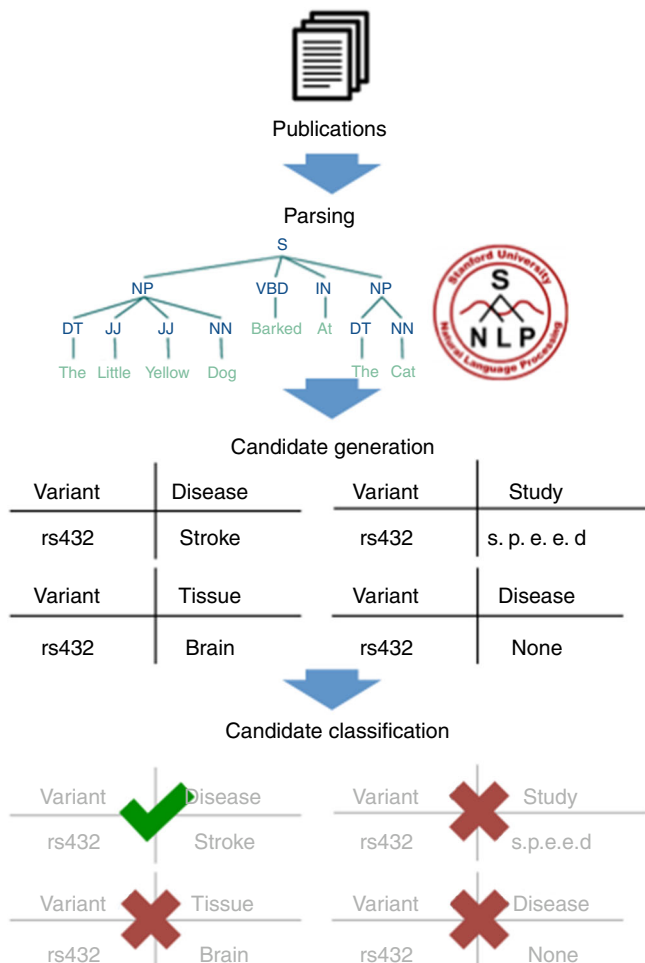 Publications
Parsing
S
NP VBD IN NP
DT JJ JJ NN Barked At DT NN
The Little Yellow Dog The Cat
Stanford University
S
NLP
Natural Language Processing
Candidate generation
Variant Disease
rs432 Stroke
Variant Study
rs432 s. p. e. e. d
Variant Tissue
rs432 Brain
Variant Disease
rs432 None
Candidate classification
Variant Disease
rs432 Stroke
Variant Study
rs432 s.p.e.e.d
Variant Tissue
rs432 Brain
Variant Disease
rs432 None